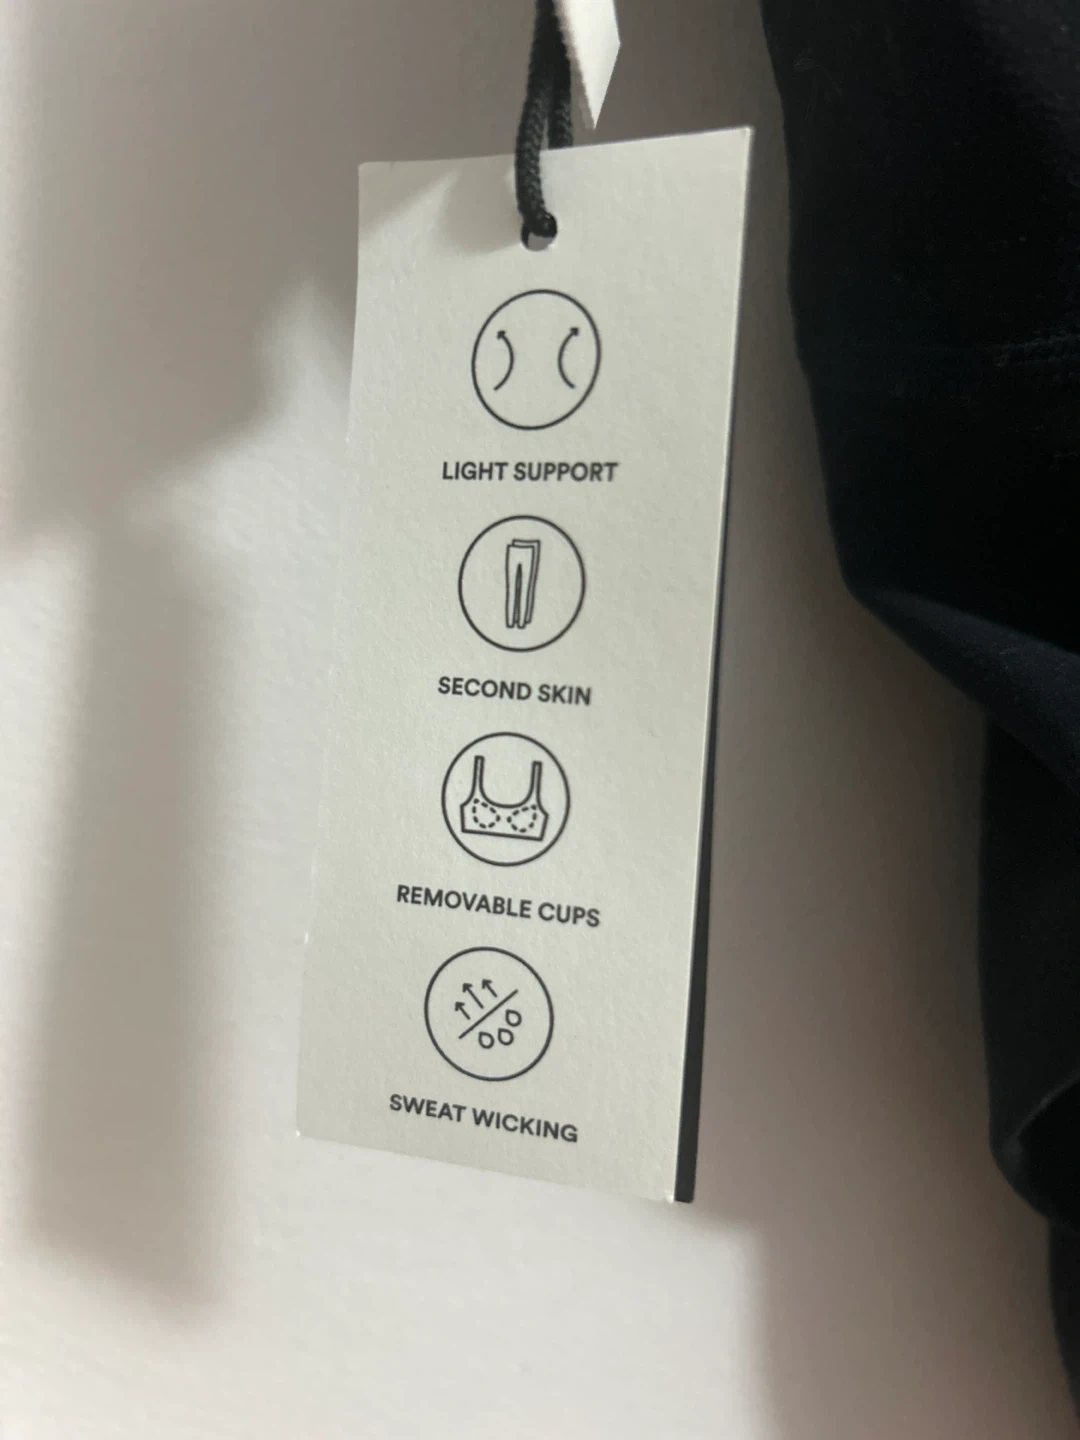 LIGHT SUPPORT
SECOND SKIN
REMOVABLE CUPS
SWEAT WICKING